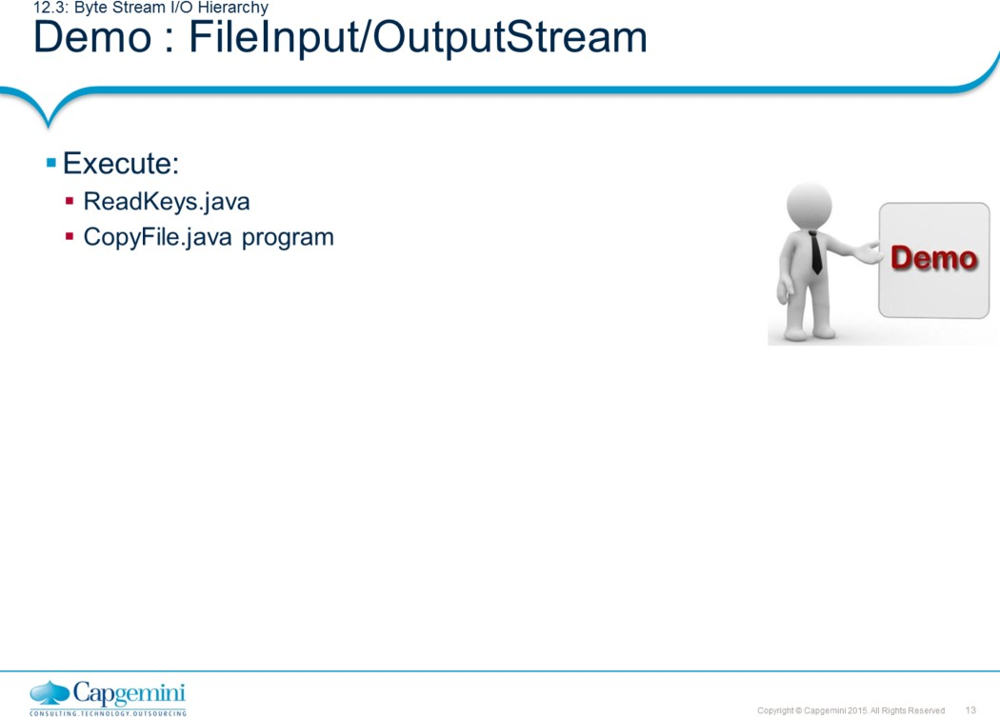 12.3: Byte Stream I/O Hierarchy
Demo : FileInput/OutputStream
Execute:
ReadKeys.java
CopyFile.java program
Demo
Capgemini
CONSULTING.TECHNOLOGY.OUTSOURCING
Copyright © Capgemini 2015. All Rights Reserved 13